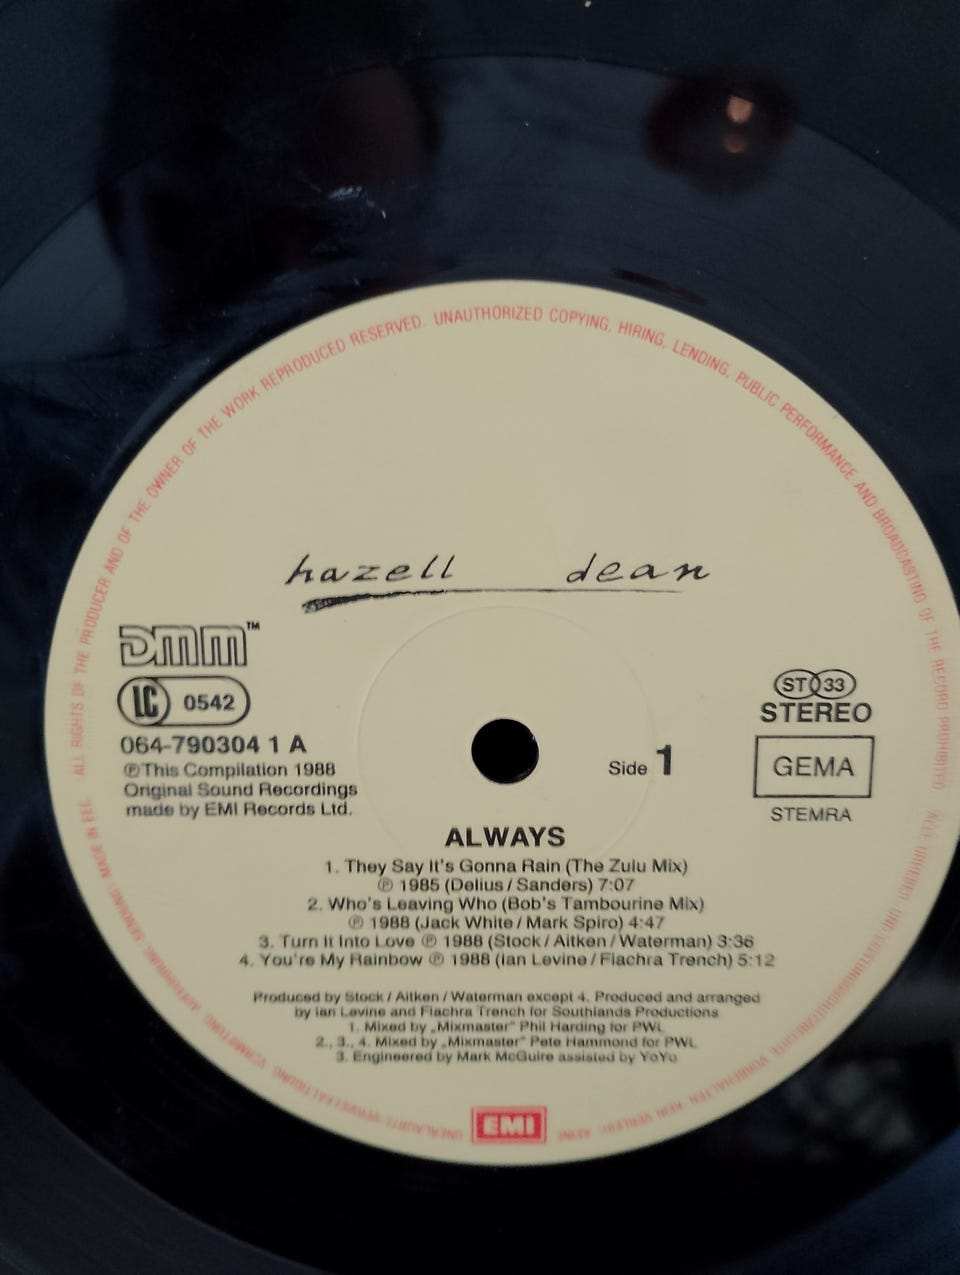 ALL RIGHTS OF THE PRODUCER AND OF THE OWNER OF THE WORK REPRODUCED RESERVED. UNAUTHORIZED COPYING, HIRING, LENDING, PUBLIC PERFORMANCE AND BROADCASTING OF THE RECORD PROHIBITED.
hazell dean
DMM™
LC 0542
064-790304 1 A
℗This Compilation 1988
Original Sound Recordings
made by EMI Records Ltd.
ST 33
STEREO
GEMA
STEMRA
Side 1
ALWAYS
1. They Say It's Gonna Rain (The Zulu Mix)
℗ 1985 (Delius / Sanders) 7:07
2. Who's Leaving Who (Bob's Tambourine Mix)
℗ 1988 (Jack White / Mark Spiro) 4:47
3. Turn It Into Love ℗ 1988 (Stock / Aitken / Waterman) 3:36
4. You're My Rainbow ℗ 1988 (Ian Levine / Fiachra Trench) 5:12
Produced by Stock / Aitken / Waterman except 4. Produced and arranged
by Ian Levine and Fiachra Trench for Southlands Productions
1. Mixed by „Mixmaster" Phil Harding for PWL
2., 3., 4. Mixed by „Mixmaster" Pete Hammond for PWL
3. Engineered by Mark McGuire assisted by YoYo
EMI
MADE IN EEC